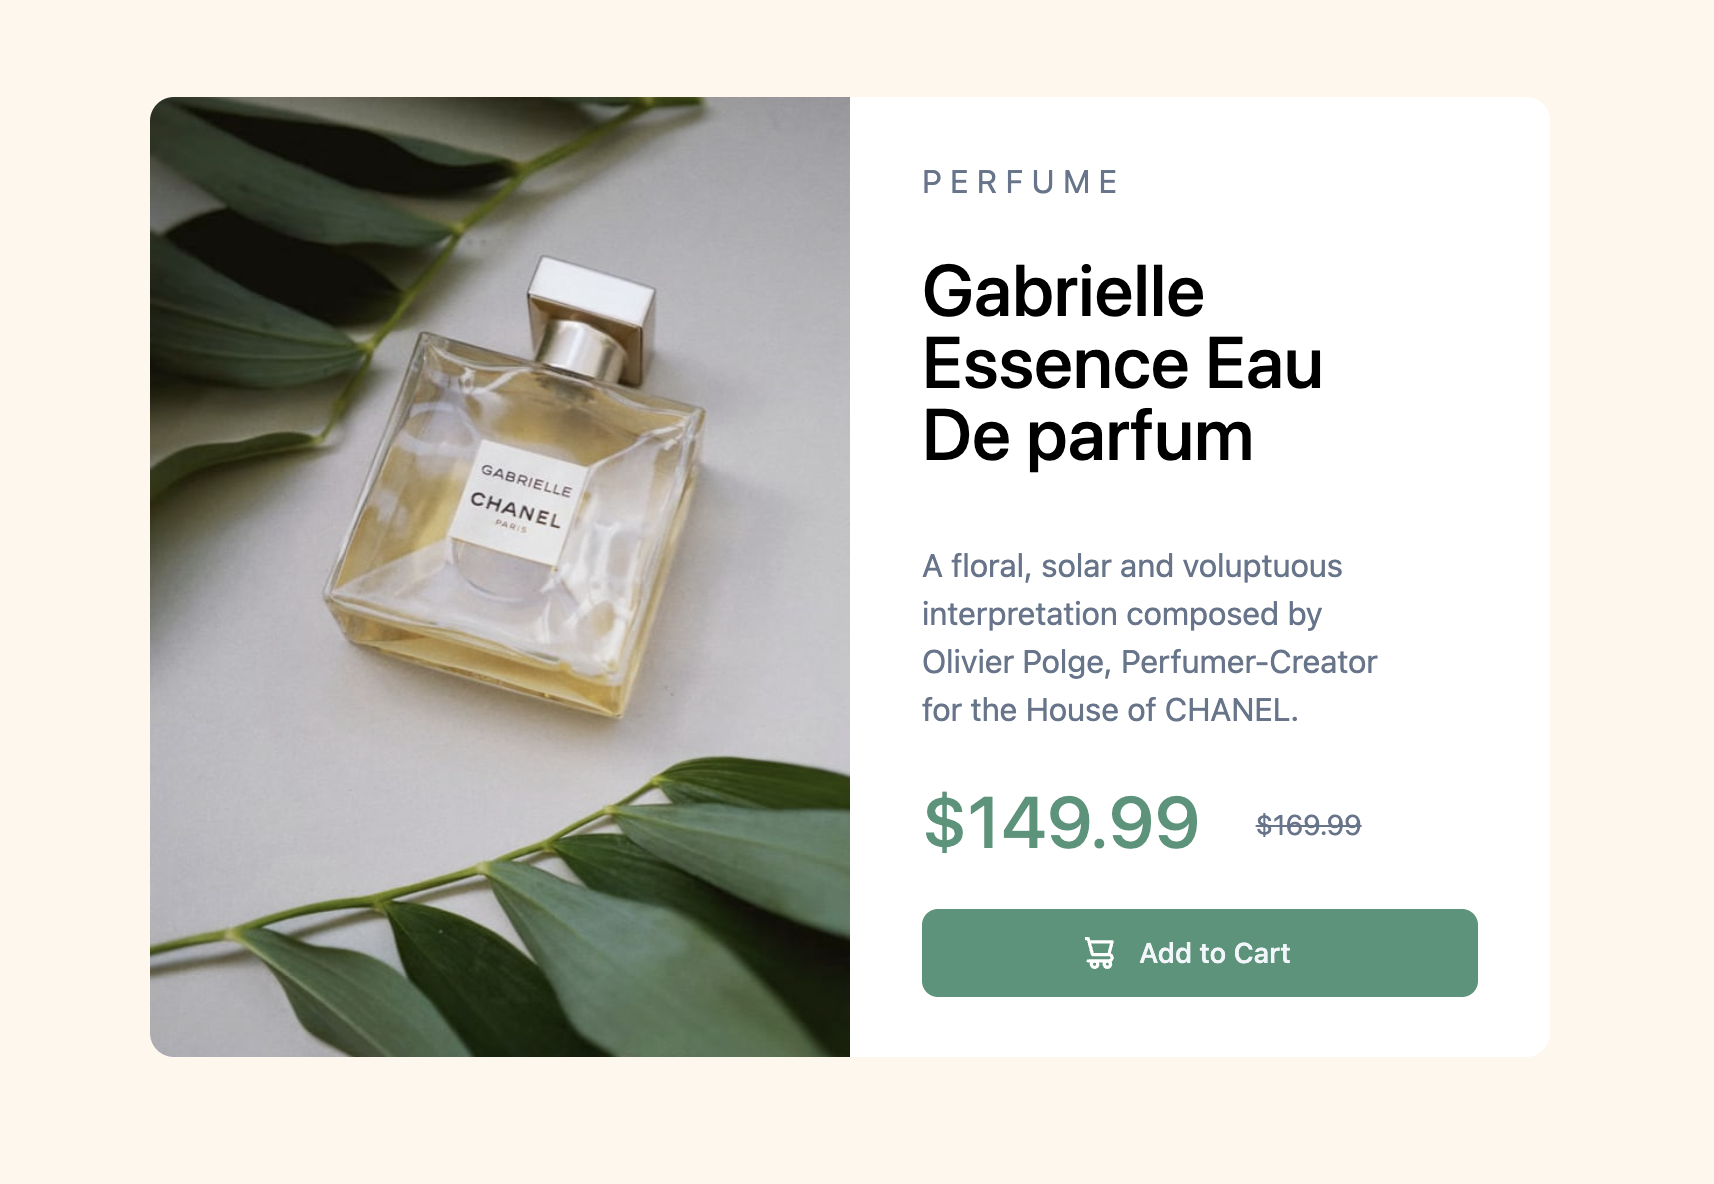 GABRIELLE
CHANEL
PARIS
PERFUME
Gabrielle
Essence Eau
De parfum
A floral, solar and voluptuous
interpretation composed by
Olivier Polge, Perfumer-Creator
for the House of CHANEL.
$149.99 $169.99
Add to Cart